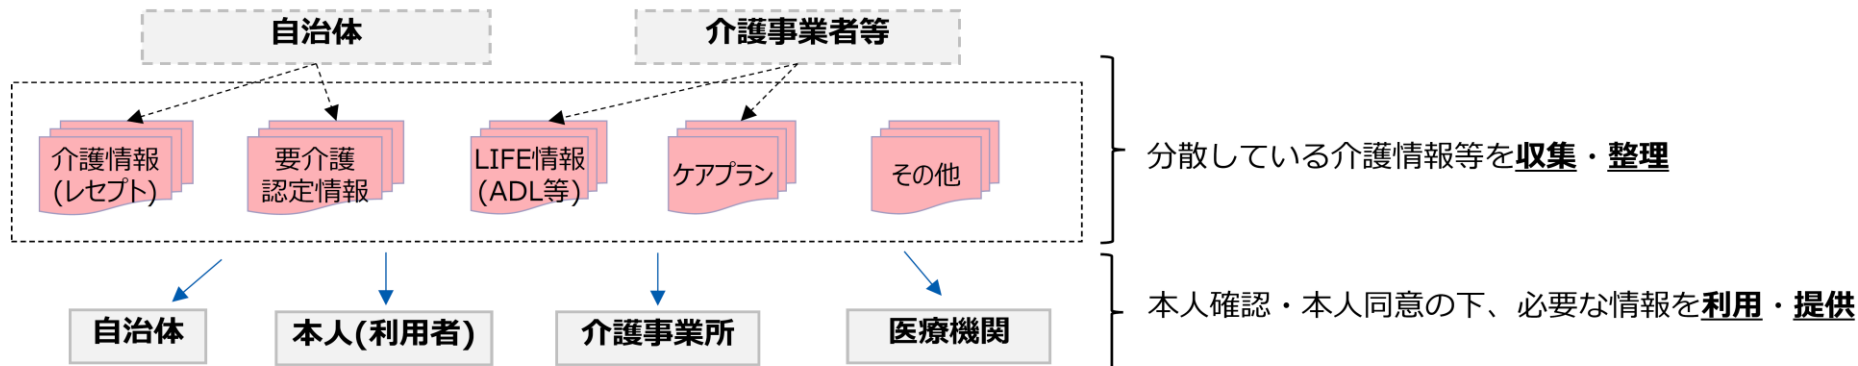 自治体
介護事業者等
介護情報
(レセプト)
要介護
認定情報
LIFE情報
(ADL等)
ケアプラン
その他
分散している介護情報等を収集・整理
自治体
本人(利用者)
介護事業所
医療機関
本人確認・本人同意の下、必要な情報を利用・提供